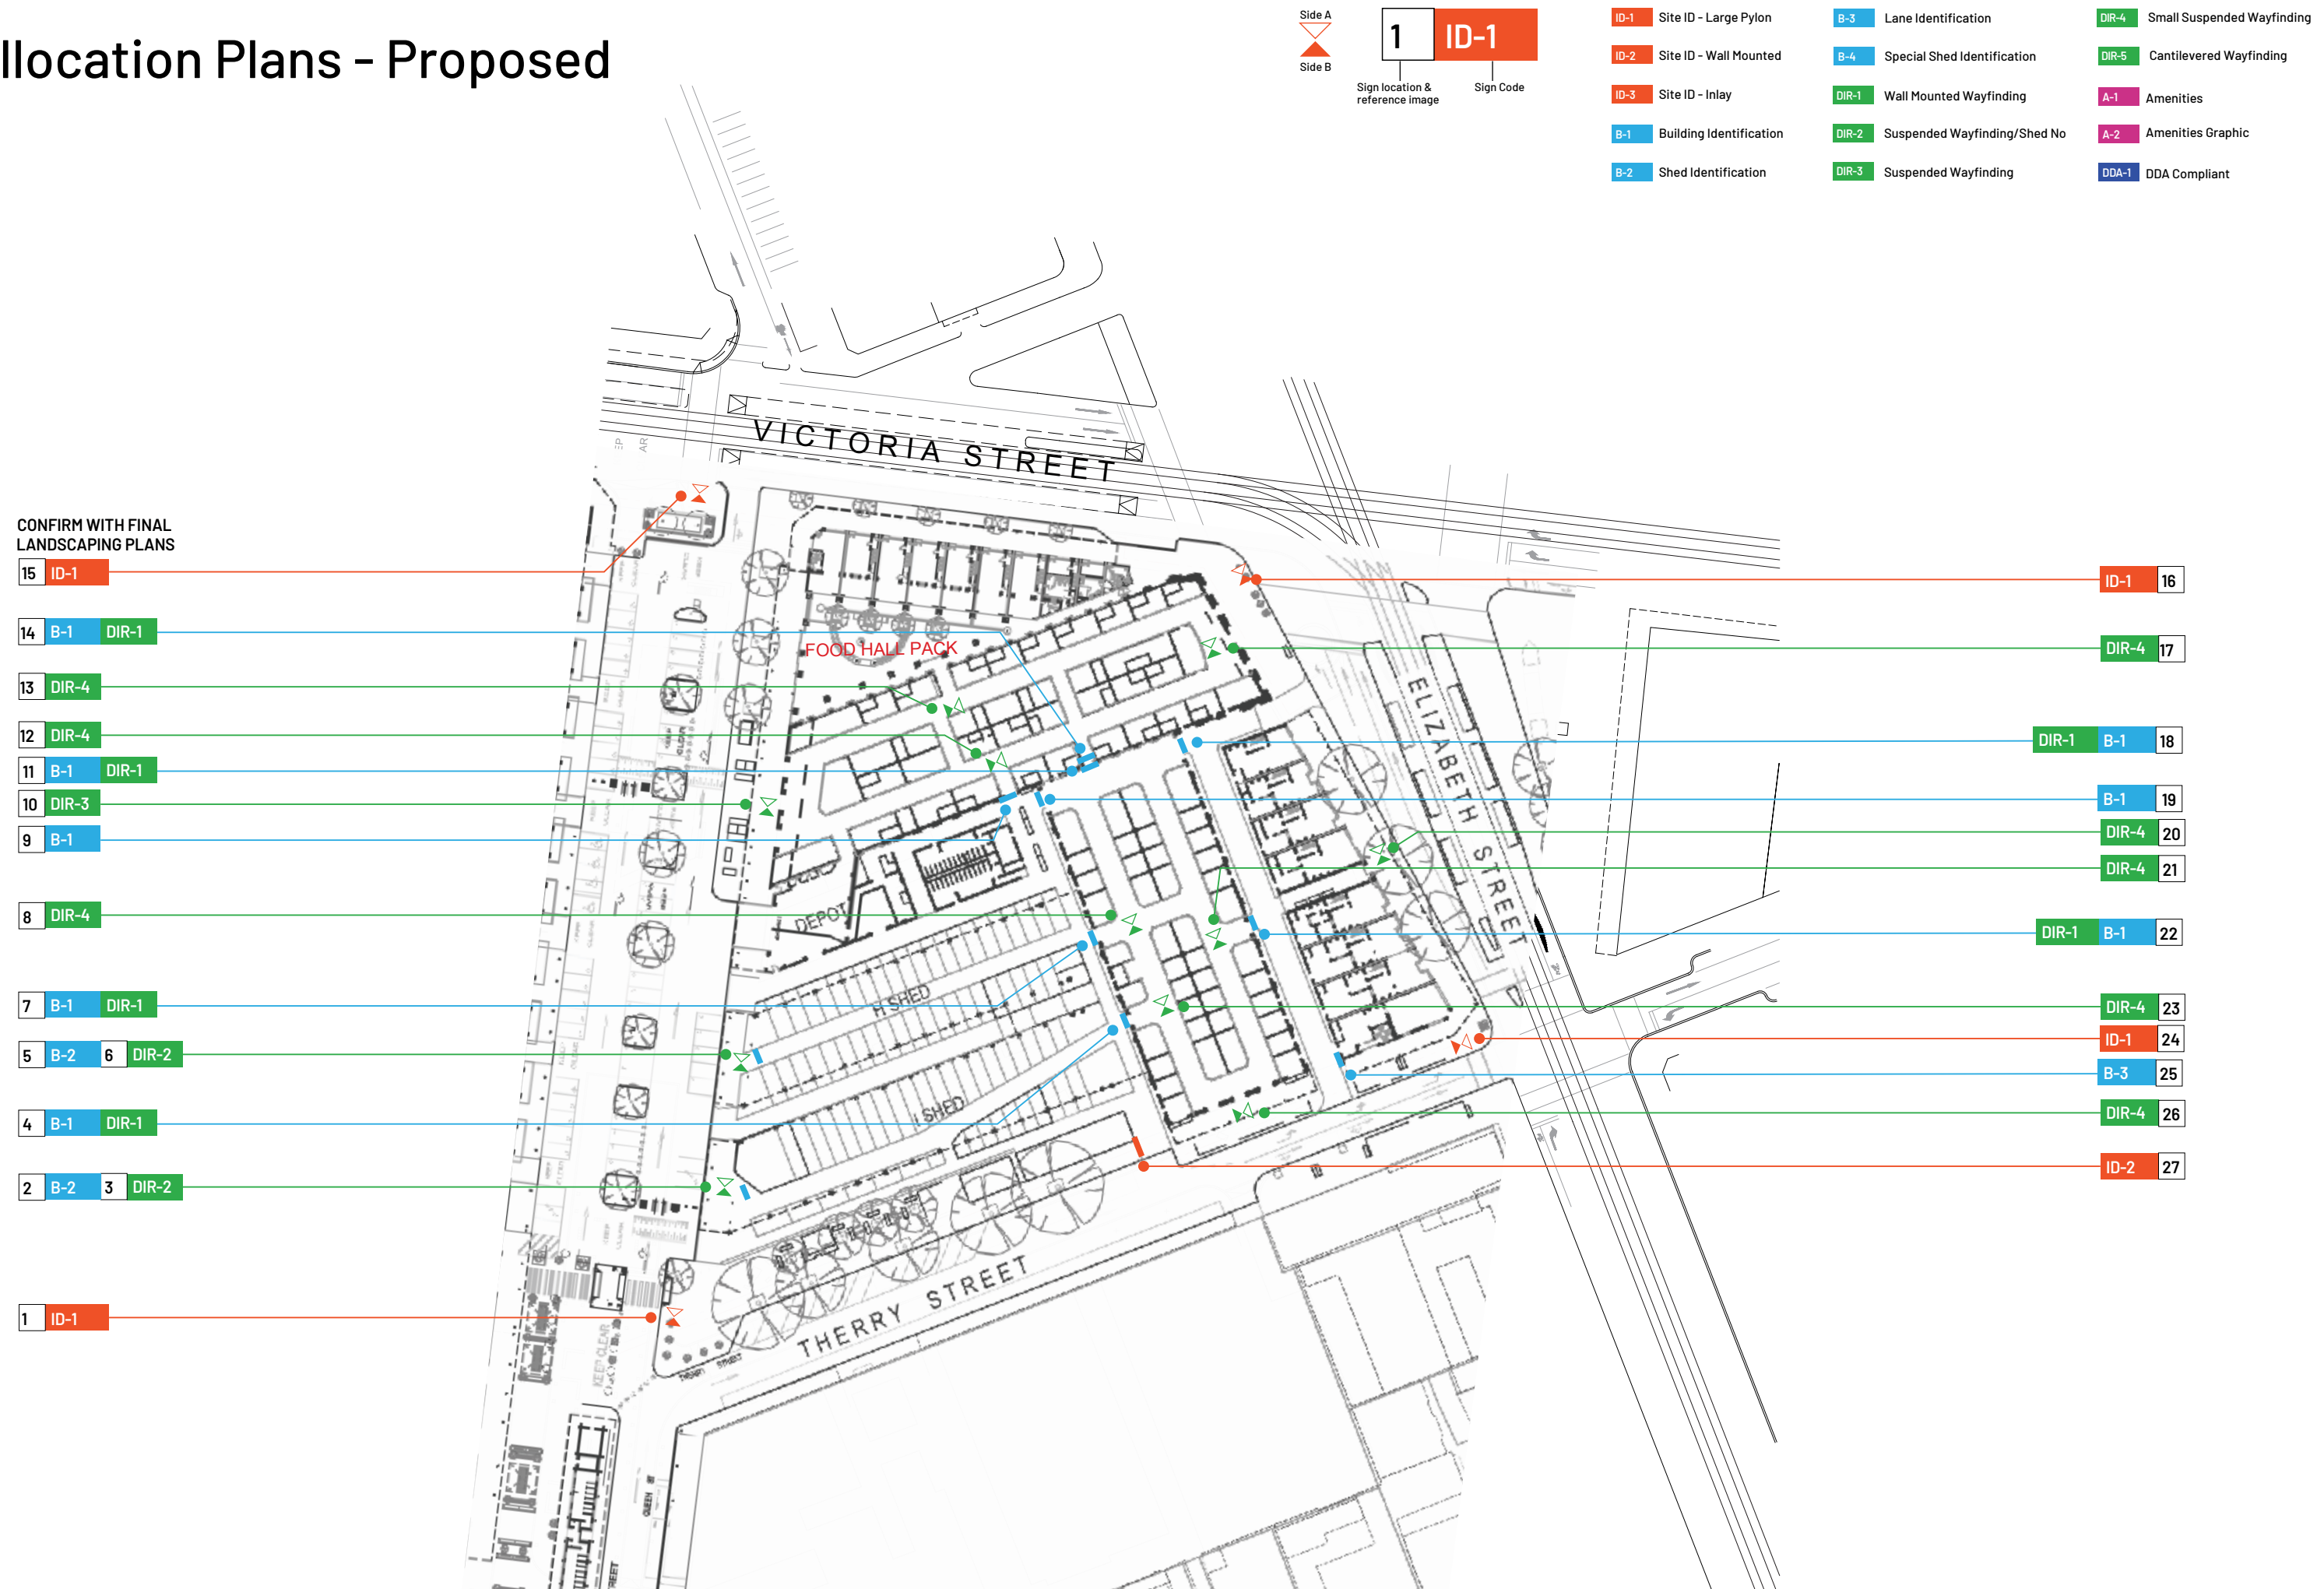 llocation Plans - Proposed
Side A
Side B
1 ID-1
Sign location &
reference image
Sign Code
ID-1 Site ID - Large Pylon
ID-2 Site ID - Wall Mounted
ID-3 Site ID - Inlay
B-1 Building Identification
B-2 Shed Identification
B-3 Lane Identification
B-4 Special Shed Identification
DIR-1 Wall Mounted Wayfinding
DIR-2 Suspended Wayfinding/Shed No
DIR-3 Suspended Wayfinding
DIR-4 Small Suspended Wayfinding
DIR-5 Cantilevered Wayfinding
A-1 Amenities
A-2 Amenities Graphic
DDA-1 DDA Compliant
VICTORIA STREET
CONFIRM WITH FINAL
LANDSCAPING PLANS
15 ID-1
14 B-1 DIR-1
13 DIR-4
12 DIR-4
11 B-1 DIR-1
10 DIR-3
9 B-1
8 DIR-4
7 B-1 DIR-1
5 B-2 6 DIR-2
4 B-1 DIR-1
2 B-2 3 DIR-2
1 ID-1
FOOD HALL PACK
DEPOT
H SHED
I SHED
ELIZABETH STREET
THERRY STREET
KEEP CLEAR
QUEEN
ID-1 16
DIR-4 17
DIR-1 B-1 18
B-1 19
DIR-4 20
DIR-4 21
DIR-1 B-1 22
DIR-4 23
ID-1 24
B-3 25
DIR-4 26
ID-2 27